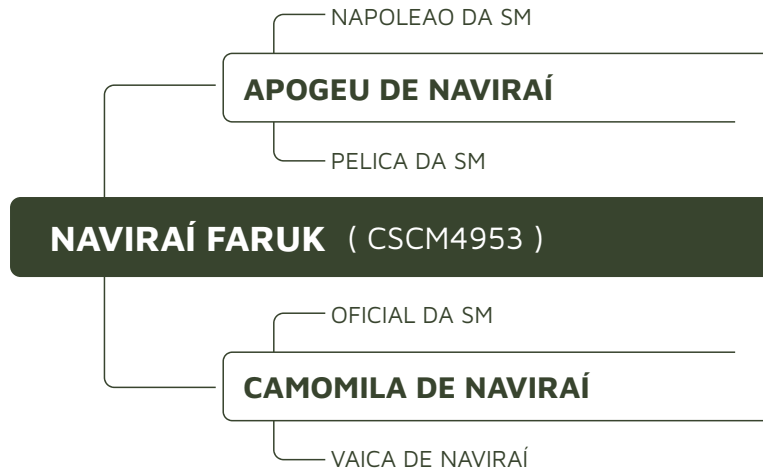 NAPOLEAO DA SM
APOGEU DE NAVIRAÍ
PELICA DA SM
NAVIRAÍ FARUK ( CSCM4953 )
OFICIAL DA SM
CAMOMILA DE NAVIRAÍ
VAICA DE NAVIRAÍ